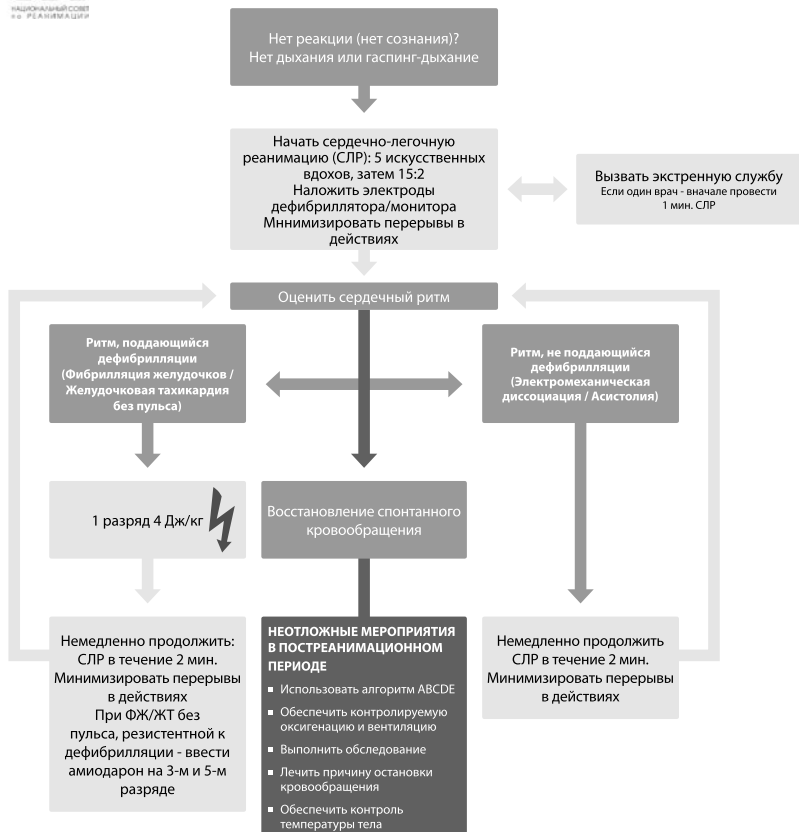 НАЦИОНАЛЬНЫЙ СОВЕТ
по РЕАНИМАЦИИ
Нет реакции (нет сознания)?
Нет дыхания или гаспинг-дыхание
Начать сердечно-легочную
реанимацию (СЛР): 5 искусственных
вдохов, затем 15:2
Наложить электроды
дефибриллятора/монитора
Мннимизировать перерывы в
действиях
Вызвать экстренную службу
Если один врач - вначале провести
1 мин. СЛР
Оценить сердечный ритм
Ритм, поддающийся
дефибрилляции
(Фибрилляция желудочков /
Желудочковая тахикардия
без пульса)
Ритм, не поддающийся
дефибрилляции
(Электромеханическая
диссоциация / Асистолия)
1 разряд 4 Дж/кг
Восстановление спонтанного
кровообращения
Немедленно продолжить:
СЛР в течение 2 мин.
Минимизировать перерывы
в действиях
При ФЖ/ЖТ без
пульса, резистентной к
дефибрилляции - ввести
амиодарон на 3-м и 5-м
разряде
НЕОТЛОЖНЫЕ МЕРОПРИЯТИЯ
В ПОСТРЕАНИМАЦИОННОМ
ПЕРИОДЕ
Использовать алгоритм ABCDE
Обеспечить контролируемую
оксигенацию и вентиляцию
Выполнить обследование
Лечить причину остановки
кровообращения
Обеспечить контроль
температуры тела
Немедленно продолжить
СЛР в течение 2 мин.
Минимизировать перерывы
в действиях